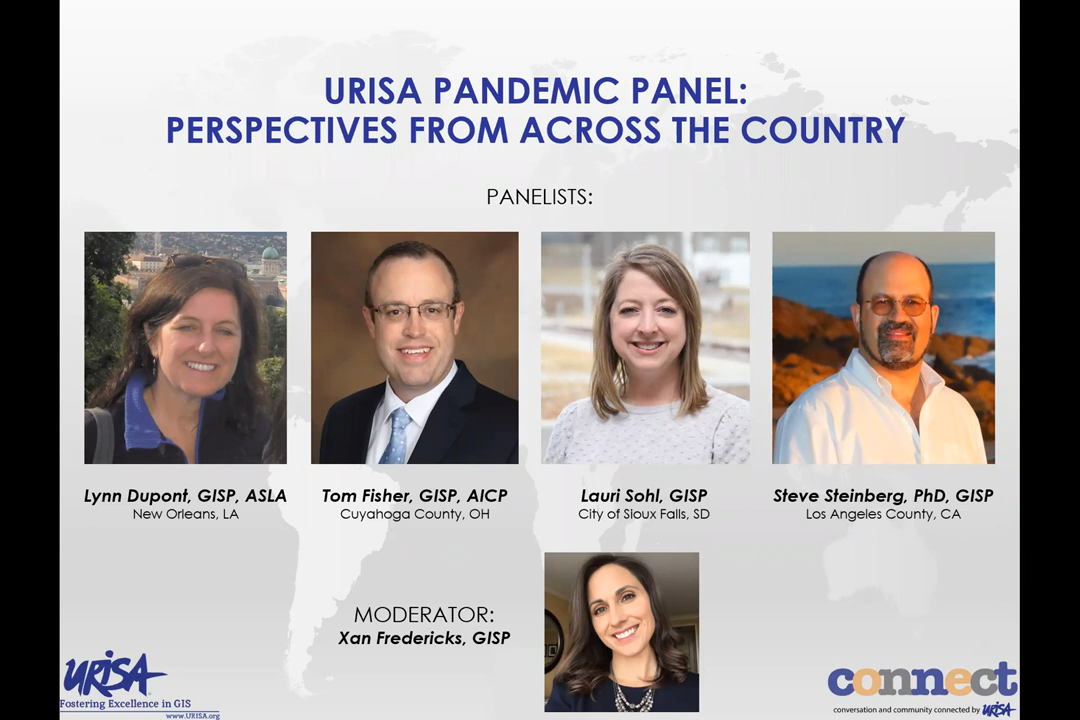 URISA PANDEMIC PANEL:
PERSPECTIVES FROM ACROSS THE COUNTRY
PANELISTS:
Lynn Dupont, GISP, ASLA
New Orleans, LA
Tom Fisher, GISP, AICP
Cuyahoga County, OH
Lauri Sohl, GISP
City of Sioux Falls, SD
Steve Steinberg, PhD, GISP
Los Angeles County, CA
MODERATOR:
Xan Fredericks, GISP
URISA
Fostering Excellence in GIS
www.URISA.org
connect
conversation and community connected by URISA